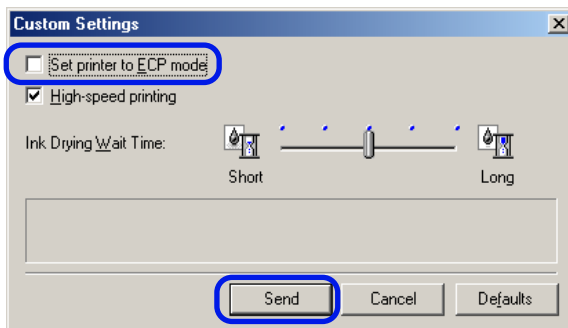 Custom Settings
Set printer to ECP mode
High-speed printing
Ink Drying Wait Time:
Short Long
Send Cancel Defaults